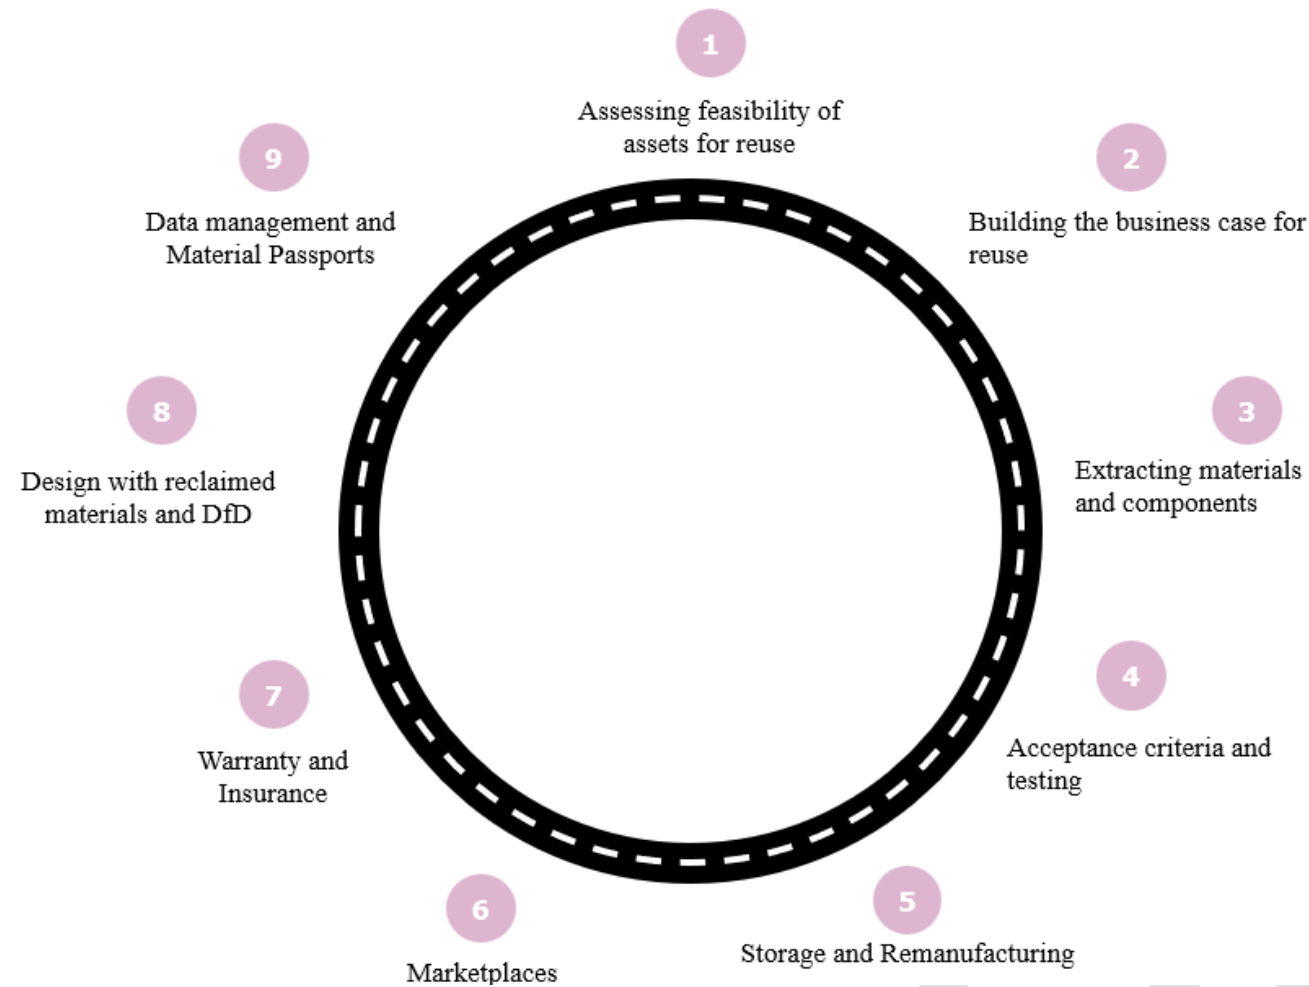 1
Assessing feasibility of
assets for reuse
2
Building the business case for
reuse
3
Extracting materials
and components
4
Acceptance criteria and
testing
5
Storage and Remanufacturing
6
Marketplaces
7
Warranty and
Insurance
8
Design with reclaimed
materials and DfD
9
Data management and
Material Passports